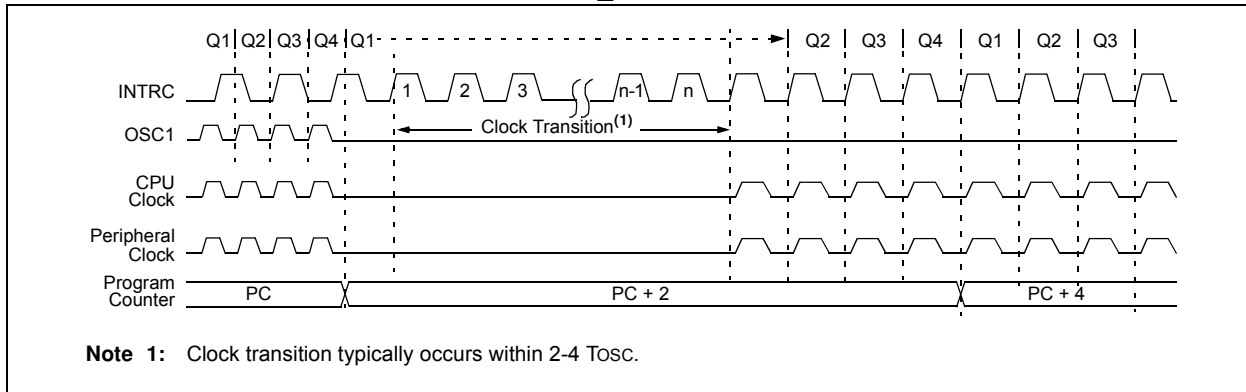 Q1 Q2 Q3 Q4 Q1 Q2 Q3 Q4 Q1 Q2 Q3
INTRC 1 2 3 n-1 n
OSC1 Clock Transition(1)
CPU
Clock
Peripheral
Clock
Program
Counter PC PC + 2 PC + 4
Note 1: Clock transition typically occurs within 2-4 TOSC.